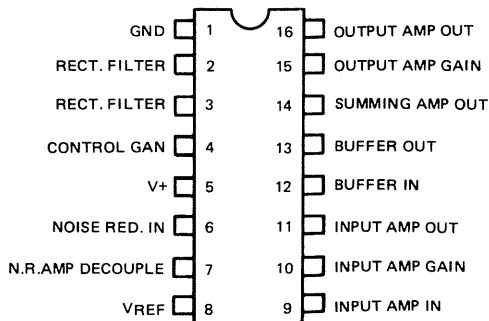 GND 1 16 OUTPUT AMP OUT
RECT. FILTER 2 15 OUTPUT AMP GAIN
RECT. FILTER 3 14 SUMMING AMP OUT
CONTROL GAN 4 13 BUFFER OUT
V+ 5 12 BUFFER IN
NOISE RED. IN 6 11 INPUT AMP OUT
N.R.AMP DECOUPLE 7 10 INPUT AMP GAIN
VREF 8 9 INPUT AMP IN